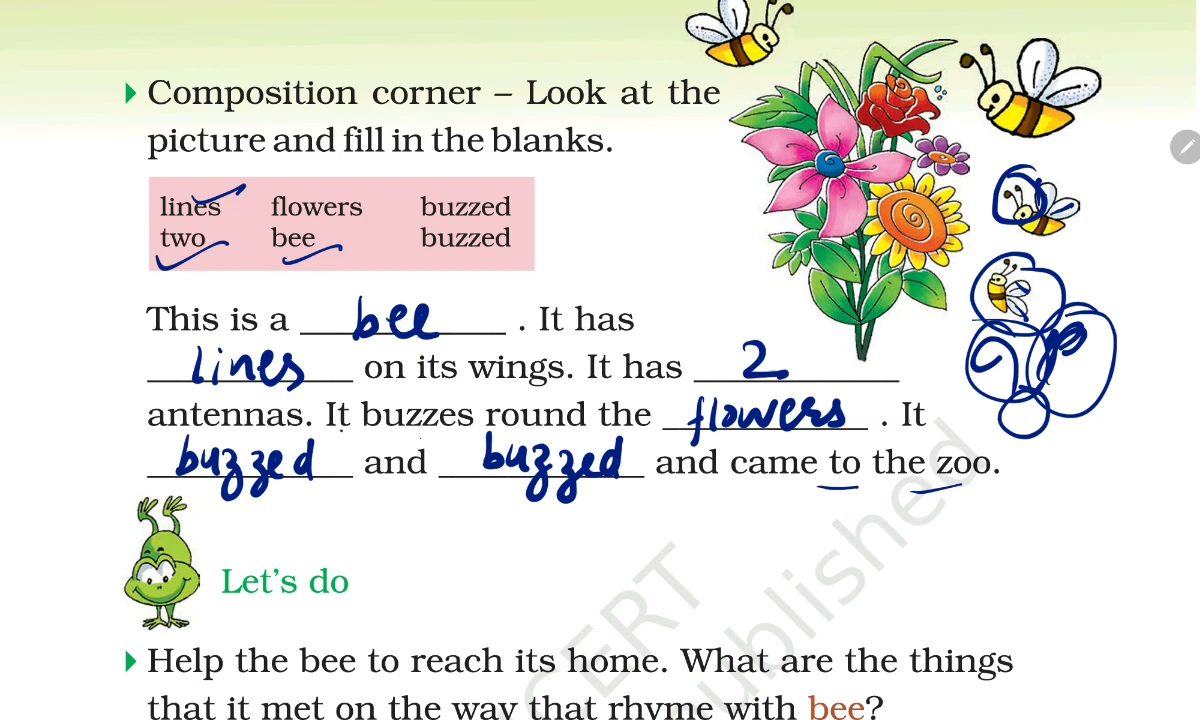 Composition corner – Look at the
picture and fill in the blanks.
lines flowers buzzed
two bee buzzed
This is a bee . It has
lines on its wings. It has 2
antennas. It buzzes round the flowers . It
buzzed and buzzed and came to the zoo.
Let's do
Help the bee to reach its home. What are the things
that it met on the way that rhyme with bee?
CERT
ublished